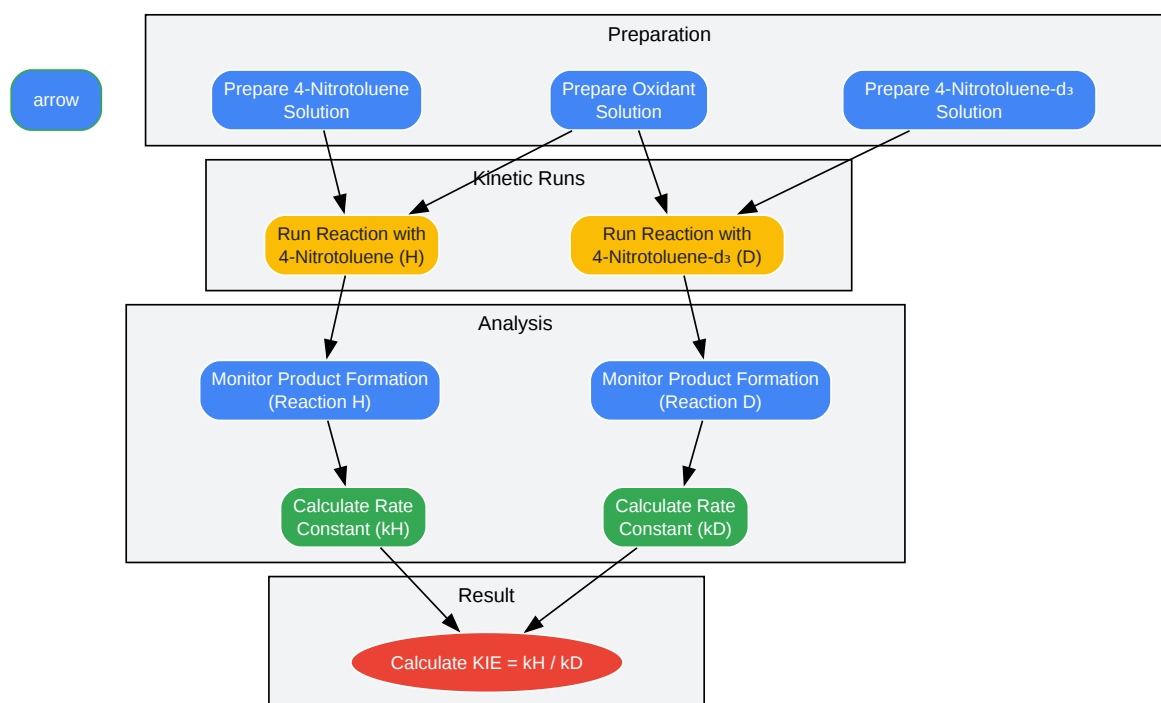 Preparation
arrow
Prepare 4-Nitrotoluene
Solution
Prepare Oxidant
Solution
Prepare 4-Nitrotoluene-d₃
Solution
Kinetic Runs
Run Reaction with
4-Nitrotoluene (H)
Run Reaction with
4-Nitrotoluene-d₃ (D)
Analysis
Monitor Product Formation
(Reaction H)
Monitor Product Formation
(Reaction D)
Calculate Rate
Constant (kH)
Calculate Rate
Constant (kD)
Result
Calculate KIE = kH / kD